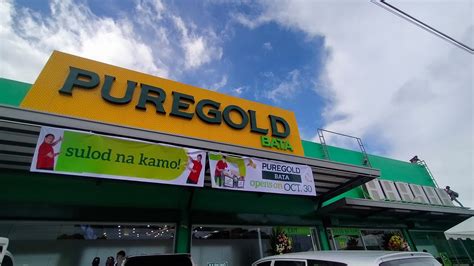 PUREGOLD
BATA
sulod na kamo!
PUREGOLD
BATA
opens on OCT. 30